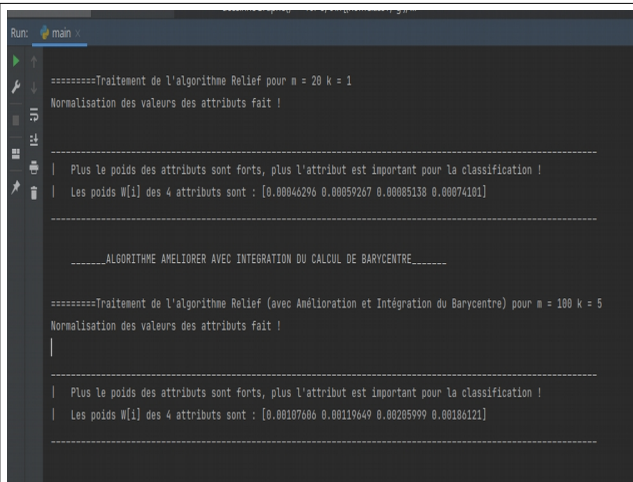 Run: main ×
=========Traitement de l'algorithme Relief pour m = 20 k = 1
Normalisation des valeurs des attributs fait !
| Plus le poids des attributs sont forts, plus l'attribut est important pour la classification !
| Les poids W[i] des 4 attributs sont : [0.00046296 0.00059267 0.00085138 0.00074101]
_______ALGORITHME AMELIORER AVEC INTEGRATION DU CALCUL DE BARYCENTRE_______
=========Traitement de l'algorithme Relief (avec Amélioration et Intégration du Barycentre) pour m = 100 k = 5
Normalisation des valeurs des attributs fait !
| Plus le poids des attributs sont forts, plus l'attribut est important pour la classification !
| Les poids W[i] des 4 attributs sont : [0.00107606 0.00119649 0.00205999 0.00186121]